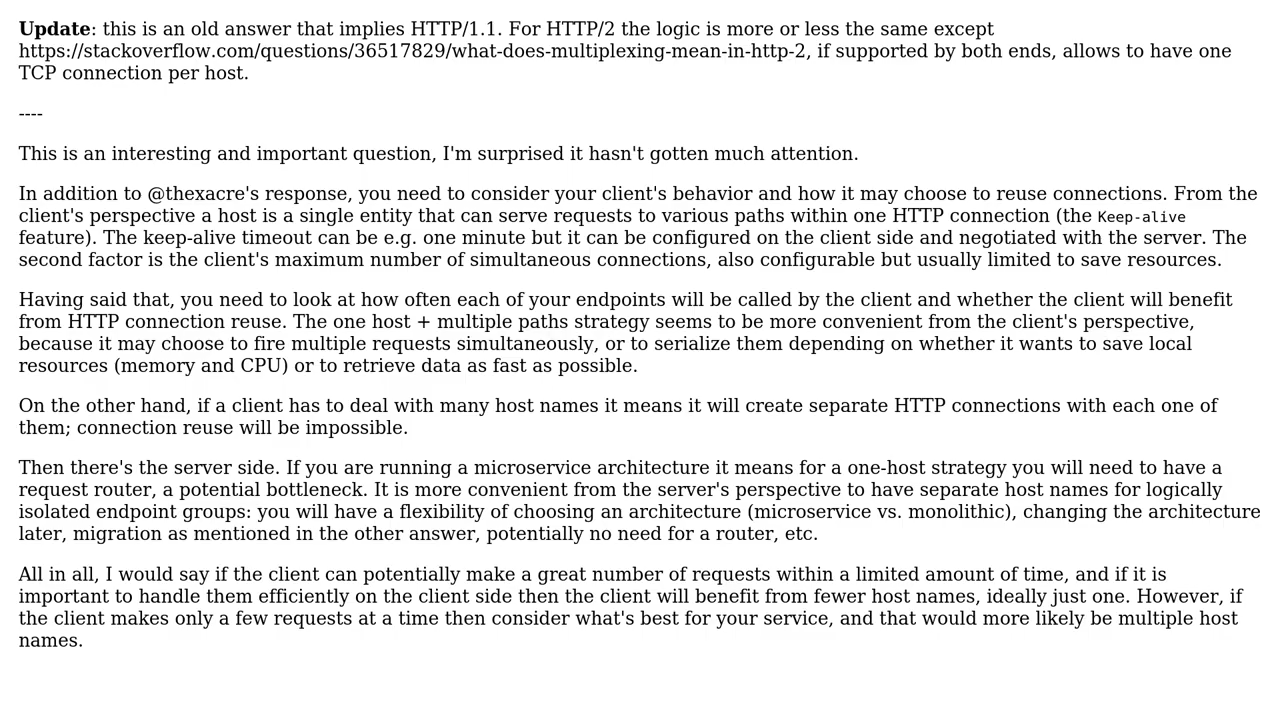 Update: this is an old answer that implies HTTP/1.1. For HTTP/2 the logic is more or less the same except
https://stackoverflow.com/questions/36517829/what-does-multiplexing-mean-in-http-2, if supported by both ends, allows to have one
TCP connection per host.
----
This is an interesting and important question, I'm surprised it hasn't gotten much attention.
In addition to @thexacre's response, you need to consider your client's behavior and how it may choose to reuse connections. From the
client's perspective a host is a single entity that can serve requests to various paths within one HTTP connection (the Keep-alive
feature). The keep-alive timeout can be e.g. one minute but it can be configured on the client side and negotiated with the server. The
second factor is the client's maximum number of simultaneous connections, also configurable but usually limited to save resources.
Having said that, you need to look at how often each of your endpoints will be called by the client and whether the client will benefit
from HTTP connection reuse. The one host + multiple paths strategy seems to be more convenient from the client's perspective,
because it may choose to fire multiple requests simultaneously, or to serialize them depending on whether it wants to save local
resources (memory and CPU) or to retrieve data as fast as possible.
On the other hand, if a client has to deal with many host names it means it will create separate HTTP connections with each one of
them; connection reuse will be impossible.
Then there's the server side. If you are running a microservice architecture it means for a one-host strategy you will need to have a
request router, a potential bottleneck. It is more convenient from the server's perspective to have separate host names for logically
isolated endpoint groups: you will have a flexibility of choosing an architecture (microservice vs. monolithic), changing the architecture
later, migration as mentioned in the other answer, potentially no need for a router, etc.
All in all, I would say if the client can potentially make a great number of requests within a limited amount of time, and if it is
important to handle them efficiently on the client side then the client will benefit from fewer host names, ideally just one. However, if
the client makes only a few requests at a time then consider what's best for your service, and that would more likely be multiple host
names.